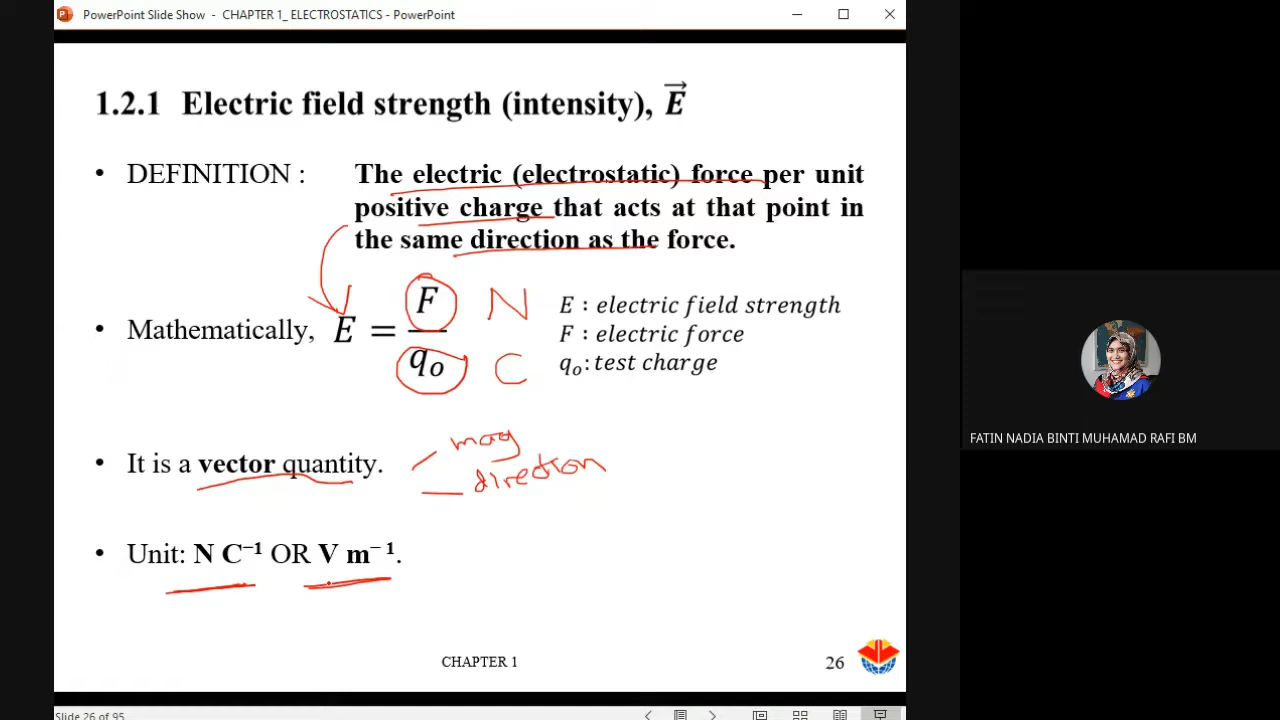 PowerPoint Slide Show - CHAPTER 1_ ELECTROSTATICS - PowerPoint
1.2.1 Electric field strength (intensity), E⃗
• DEFINITION : The electric (electrostatic) force per unit
positive charge that acts at that point in
the same direction as the force.
• Mathematically, E = F/qₒ
N
C
E : electric field strength
F : electric force
qₒ: test charge
• It is a vector quantity.
mag
direction
• Unit: N C⁻¹ OR V m⁻¹.
CHAPTER 1
26
Slide 26 of 95
FATIN NADIA BINTI MUHAMAD RAFI BM